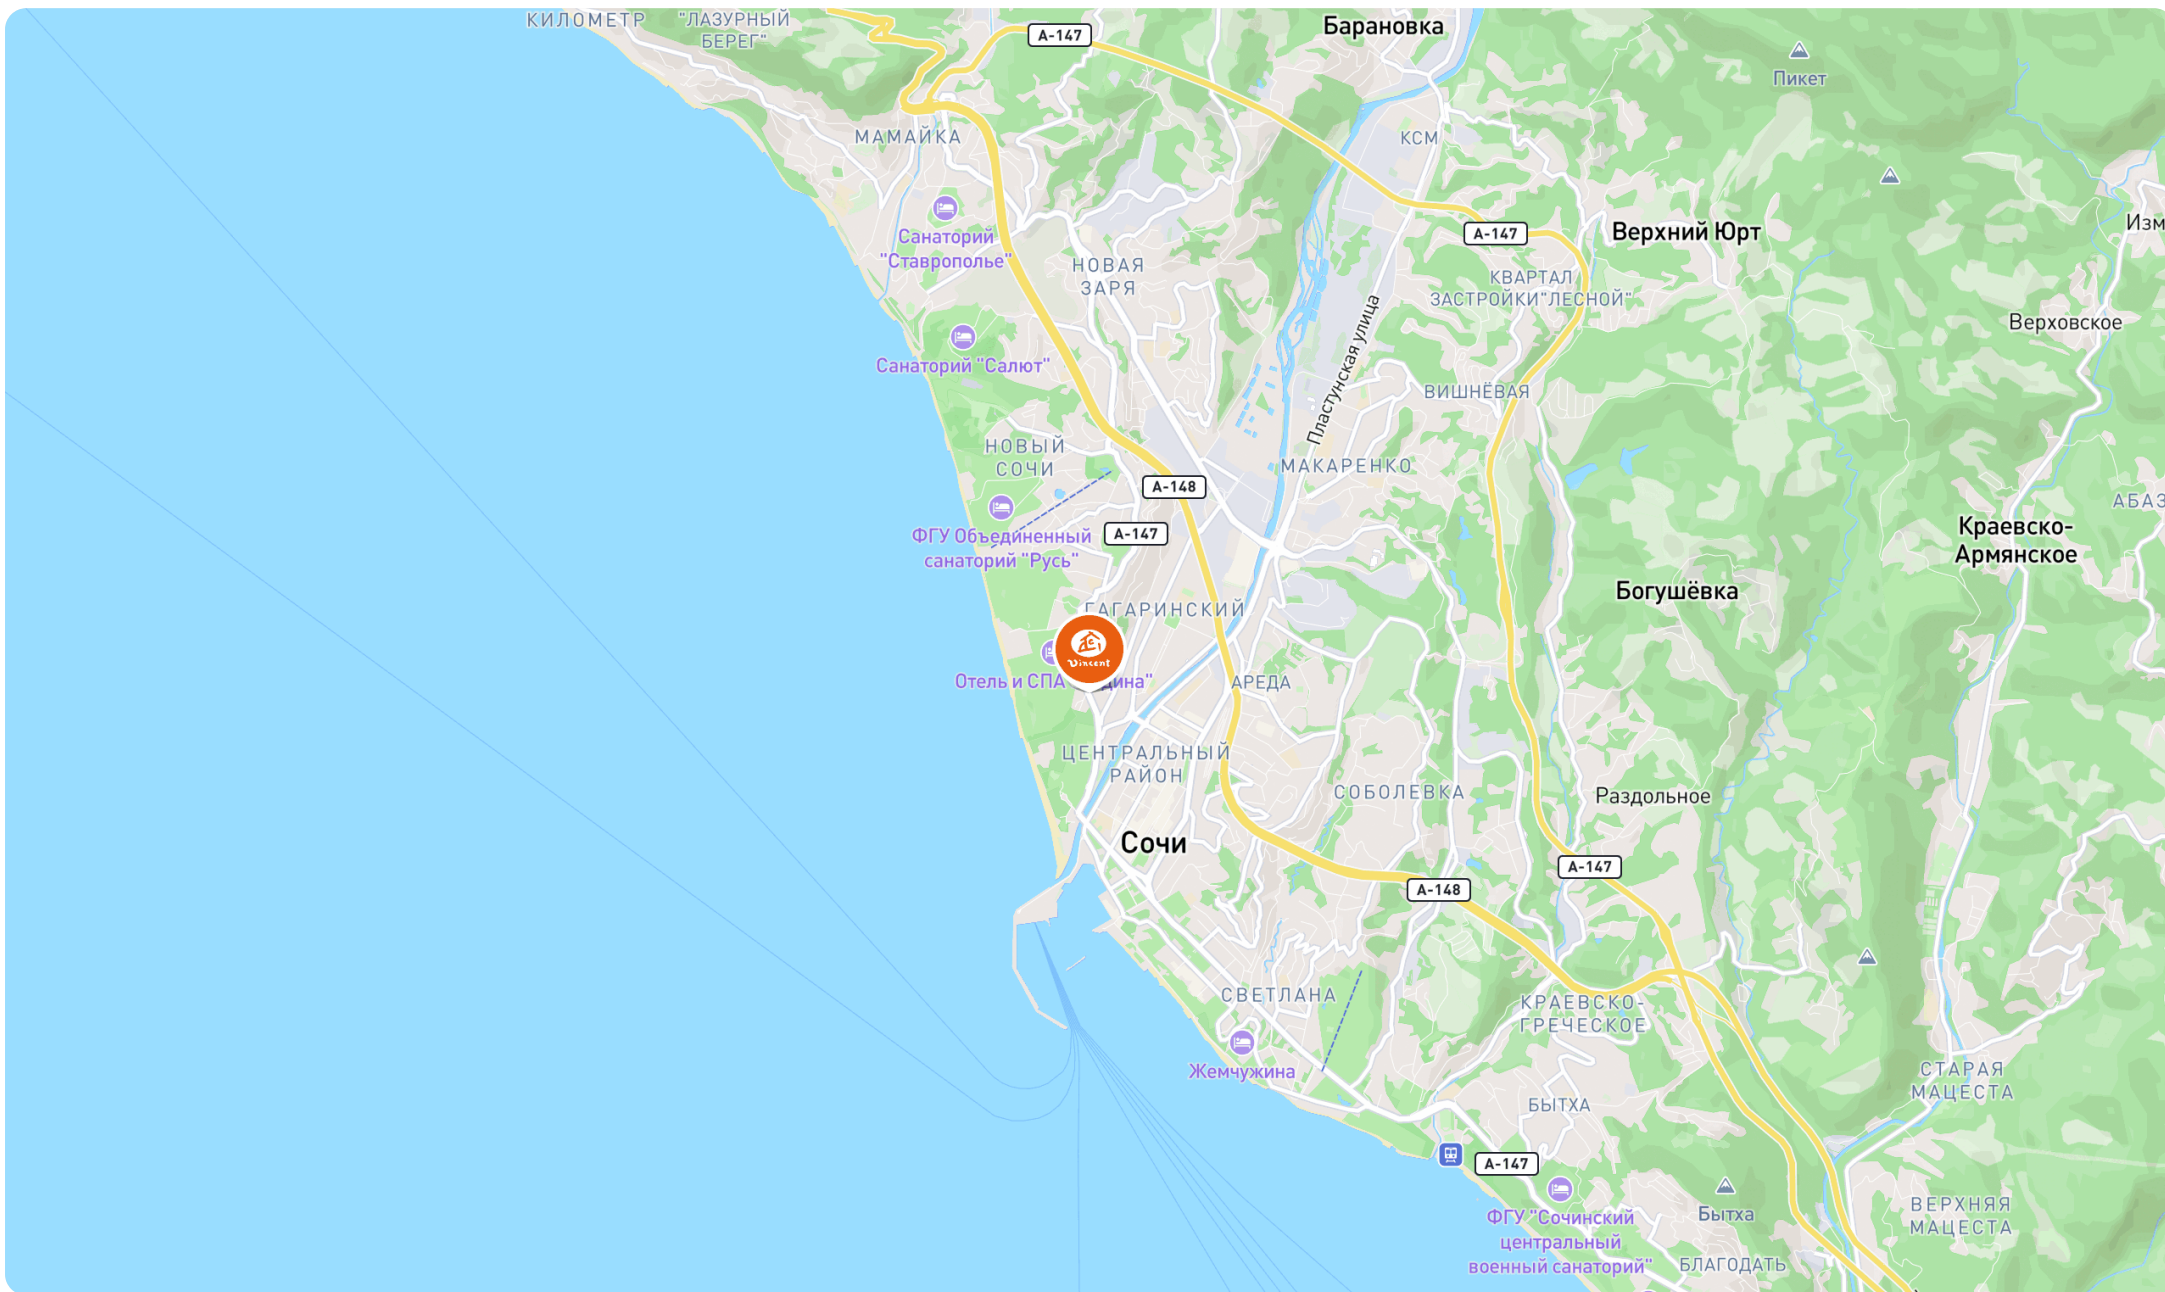 КИЛОМЕТР
"ЛАЗУРНЫЙ
БЕРЕГ"
А-147
Барановка
Пикет
МАМАЙКА
КСМ
Санаторий
"Ставрополье"
НОВАЯ
ЗАРЯ
А-147
Верхний Юрт
Изм
КВАРТАЛ
ЗАСТРОЙКИ"ЛЕСНОЙ"
Верховское
Санаторий "Салют"
Пластунская улица
ВИШНЁВАЯ
НОВЫЙ
СОЧИ
МАКАРЕНКО
А-148
АБАЗ
ФГУ Объединенный
санаторий "Русь"
А-147
Краевско-
Армянское
Богушёвка
ГАГАРИНСКИЙ
Vincent
Отель и СПА
дина"
АРЕДА
ЦЕНТРАЛЬНЫЙ
РАЙОН
СОБОЛЕВКА
Раздольное
Сочи
А-147
А-148
СВЕТЛАНА
КРАЕВСКО-
ГРЕЧЕСКОЕ
Жемчужина
СТАРАЯ
МАЦЕСТА
БЫТХА
А-147
ФГУ "Сочинский
центральный
военный санаторий"
Бытха
ВЕРХНЯЯ
МАЦЕСТА
БЛАГОДАТЬ